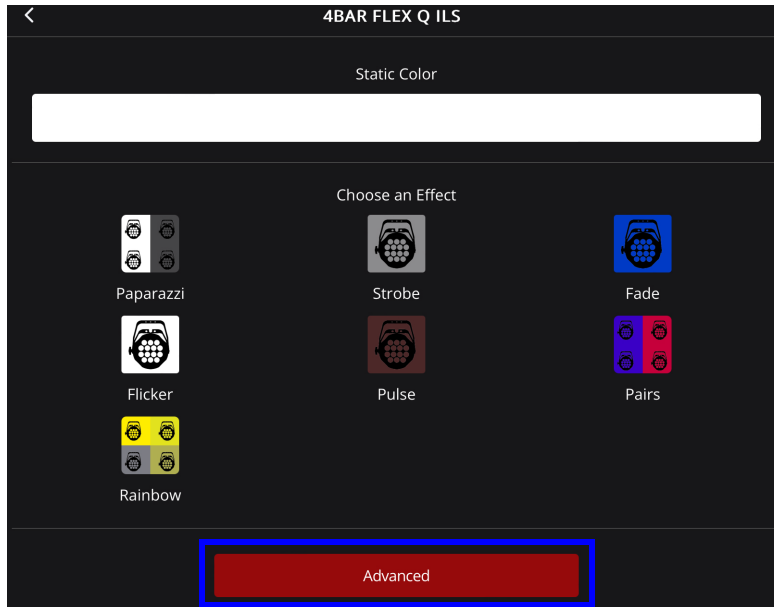 4BAR FLEX Q ILS
Static Color
Choose an Effect
Paparazzi Strobe Fade
Flicker Pulse Pairs
Rainbow
Advanced